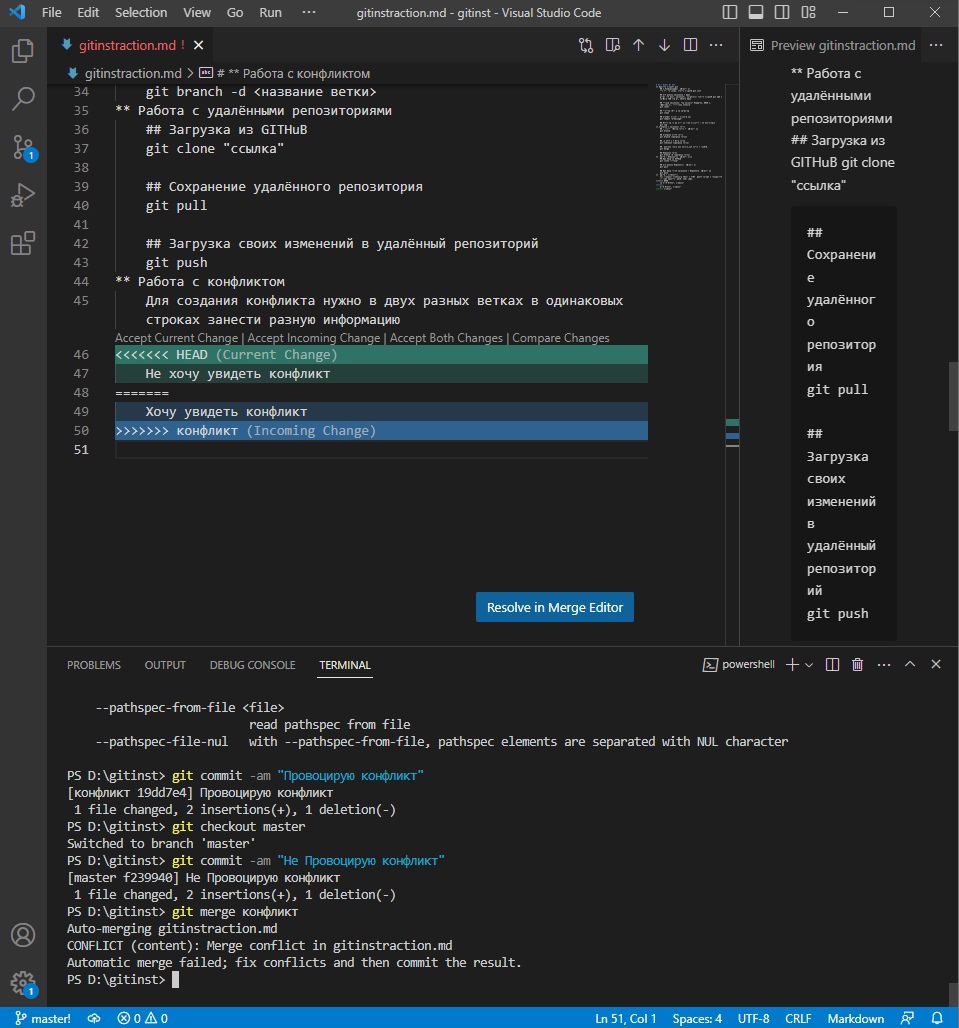 File Edit Selection View Go Run ··· gitinstraction.md - gitinst - Visual Studio Code
gitinstraction.md !
Preview gitinstraction.md ···
gitinstraction.md > # ** Работа с конфликтом
34 git branch -d <название ветки>
35 ** Работа с удалёнными репозиториями
36 ## Загрузка из GITHuB
37 git clone "ссылка"
38
39 ## Сохранение удалённого репозитория
40 git pull
41
42 ## Загрузка своих изменений в удалённый репозиторий
43 git push
44 ** Работа с конфликтом
45 Для создания конфликта нужно в двух разных ветках в одинаковых
строках занести разную информацию
Accept Current Change | Accept Incoming Change | Accept Both Changes | Compare Changes
46 <<<<<<< HEAD (Current Change)
47 Не хочу увидеть конфликт
48 =======
49 Хочу увидеть конфликт
50 >>>>>>> конфликт (Incoming Change)
51
Resolve in Merge Editor
** Работа с
удалёнными
репозиториями
## Загрузка из
GITHuB git clone
"ссылка"
##
Сохранени
е
удалённог
о
репозитор
ия
git pull
##
Загрузка
своих
изменений
в
удалённый
репозитор
ий
git push
1
PROBLEMS OUTPUT DEBUG CONSOLE TERMINAL
powershell
--pathspec-from-file <file>
read pathspec from file
--pathspec-file-nul with --pathspec-from-file, pathspec elements are separated with NUL character
PS D:\gitinst> git commit -am "Провоцирую конфликт"
[конфликт 19dd7e4] Провоцирую конфликт
1 file changed, 2 insertions(+), 1 deletion(-)
PS D:\gitinst> git checkout master
Switched to branch 'master'
PS D:\gitinst> git commit -am "Не Провоцирую конфликт"
[master f239940] Не Провоцирую конфликт
1 file changed, 2 insertions(+), 1 deletion(-)
PS D:\gitinst> git merge конфликт
Auto-merging gitinstraction.md
CONFLICT (content): Merge conflict in gitinstraction.md
Automatic merge failed; fix conflicts and then commit the result.
PS D:\gitinst>
1
master! 0 0 Ln 51, Col 1 Spaces: 4 UTF-8 CRLF Markdown